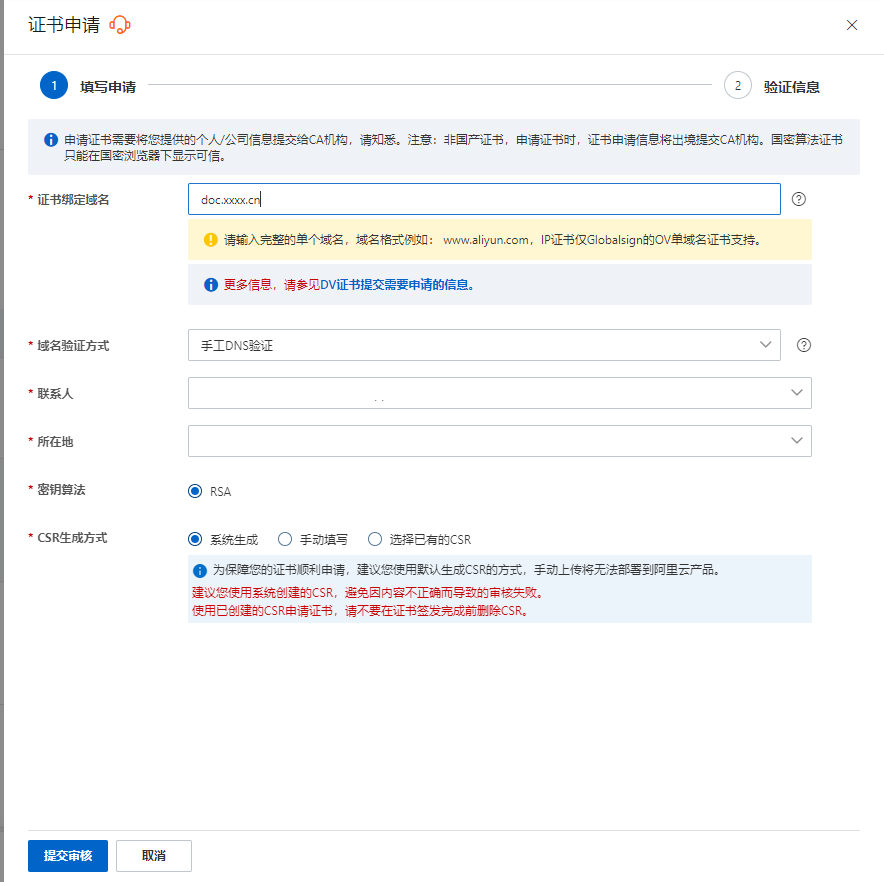 证书申请
1 填写申请 2 验证信息
申请证书需要将您提供的个人/公司信息提交给CA机构，请知悉。注意：非国产证书，申请证书时，证书申请信息将出境提交CA机构。国密算法证书
只能在国密浏览器下显示可信。
* 证书绑定域名 doc.xxxx.cn
请输入完整的单个域名，域名格式例如： www.aliyun.com，IP证书仅Globalsign的OV单域名证书支持。
更多信息，请参见DV证书提交需要申请的信息。
* 域名验证方式 手工DNS验证
* 联系人
* 所在地
* 密钥算法 RSA
* CSR生成方式 系统生成 手动填写 选择已有的CSR
为保障您的证书顺利申请，建议您使用默认生成CSR的方式，手动上传将无法部署到阿里云产品。
建议您使用系统创建的CSR，避免因内容不正确而导致的审核失败。
使用已创建的CSR申请证书，请不要在证书签发完成前删除CSR。
提交审核 取消